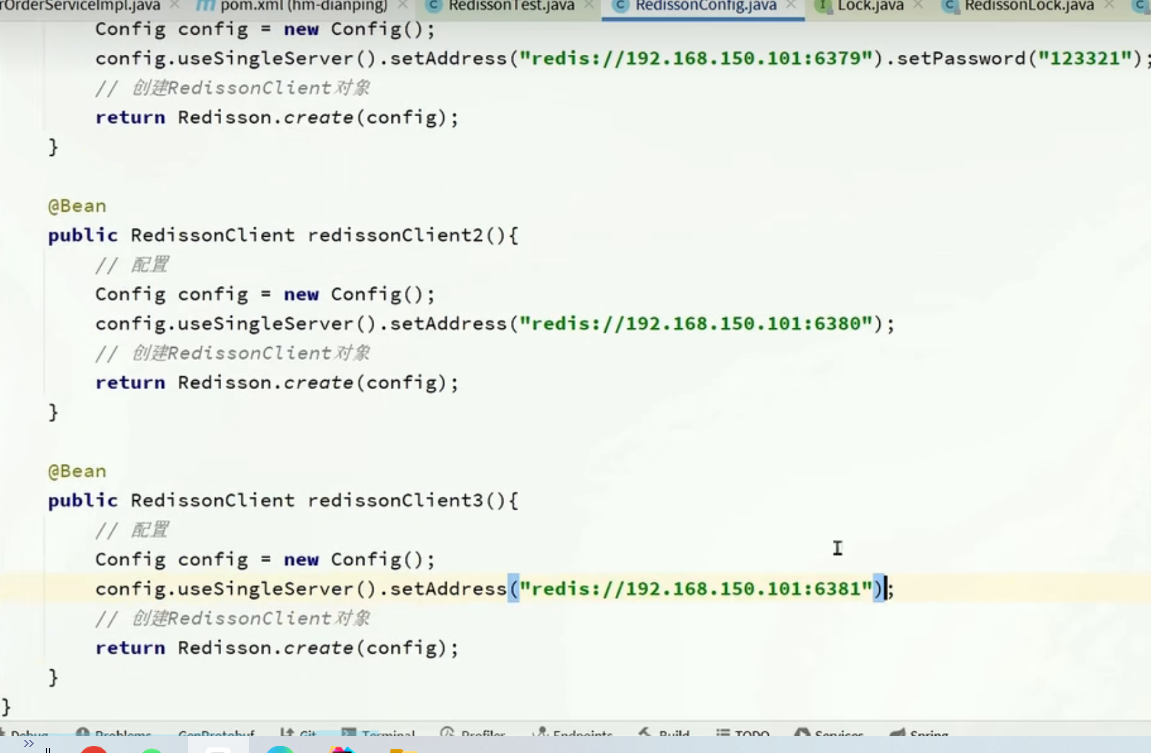 rOrderServiceImpl.java pom.xml (hm-dianping) RedissonTest.java RedissonConfig.java Lock.java RedissonLock.java
Config config = new Config();
config.useSingleServer().setAddress("redis://192.168.150.101:6379").setPassword("123321");
// 创建RedissonClient对象
return Redisson.create(config);
}
@Bean
public RedissonClient redissonClient2(){
// 配置
Config config = new Config();
config.useSingleServer().setAddress("redis://192.168.150.101:6380");
// 创建RedissonClient对象
return Redisson.create(config);
}
@Bean
public RedissonClient redissonClient3(){
// 配置
Config config = new Config();
config.useSingleServer().setAddress("redis://192.168.150.101:6381");
// 创建RedissonClient对象
return Redisson.create(config);
}
}
Debug Problems GenProtobuf Git Terminal Profiler Endpoints Build TODO Services Spring